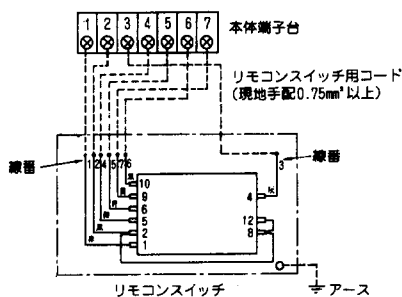 本体端子台
1 2 3 4 5 6 7
リモコンスイッチ用コード
(現地手配0.75mm²以上)
線番
1 2 4 5 7 6
3
線番
10
9
6
5
2
1
4
12
8
灰
リモコンスイッチ
アース